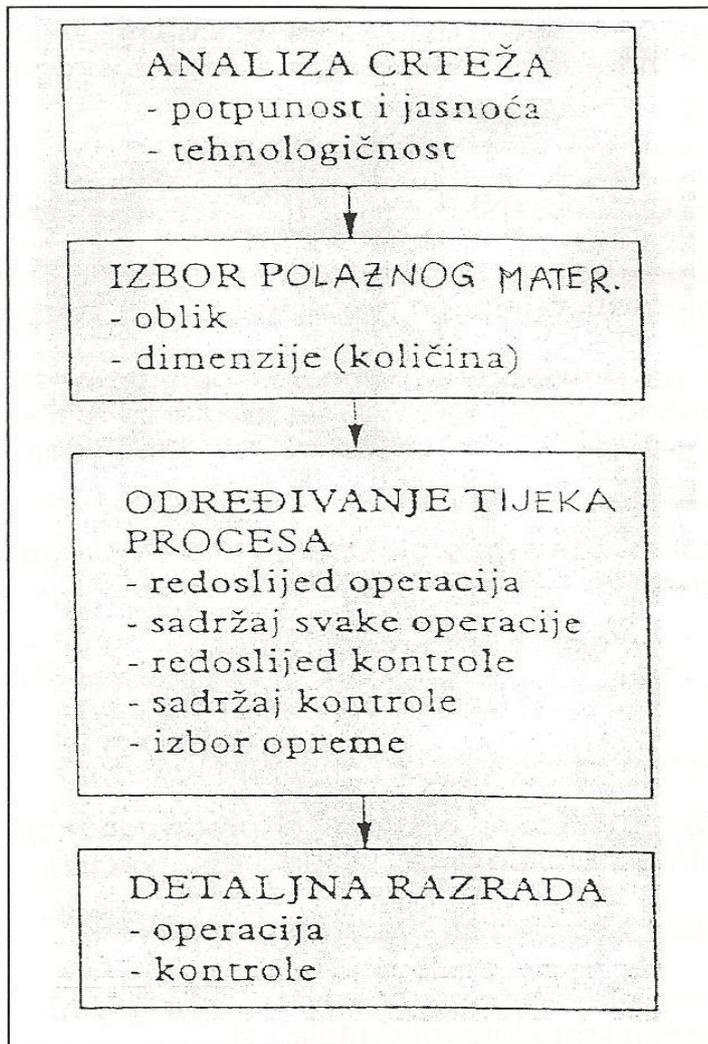 ANALIZA CRTEŽA
- potpunost i jasnoća
- tehnologičnost
IZBOR POLAZNOG MATER.
- oblik
- dimenzije (količina)
ODREĐIVANJE TIJEKA
PROCESA
- redoslijed operacija
- sadržaj svake operacije
- redoslijed kontrole
- sadržaj kontrole
- izbor opreme
DETALJNA RAZRADA
- operacija
- kontrole